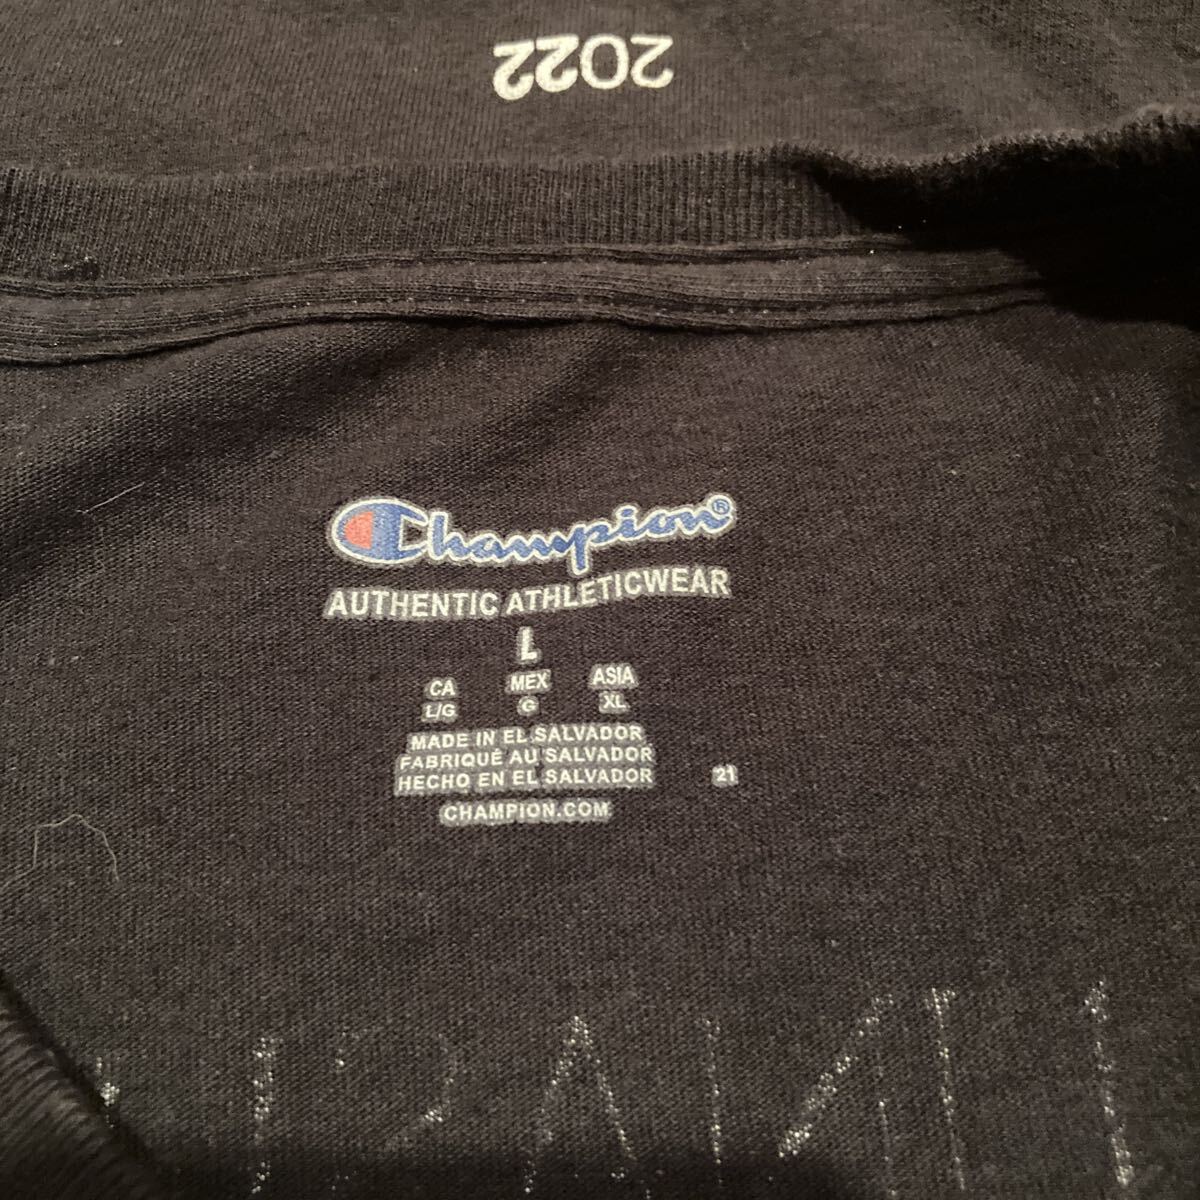 2022
Champion®
AUTHENTIC ATHLETICWEAR
L
CA MEX ASIA
L/G G XL
MADE IN EL SALVADOR
FABRIQUÉ AU SALVADOR
HECHO EN EL SALVADOR 21
CHAMPION.COM